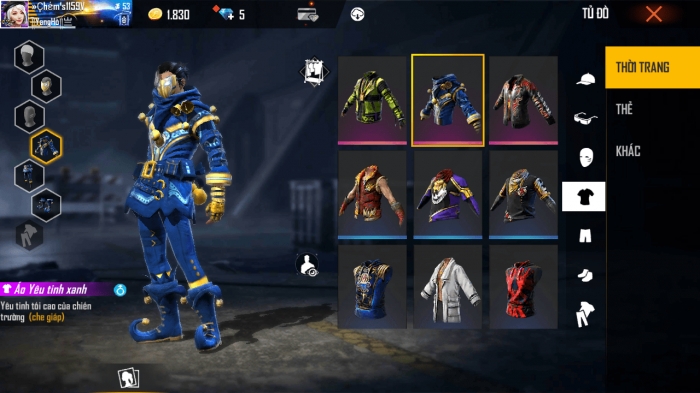 »Chêm's1159V
# 53
1.830
5
TỦ ĐỒ
THỜI TRANG
THẺ
KHÁC
Áo Yêu tinh xanh
Yêu tinh tối cao của chiến
trường (che giáp)